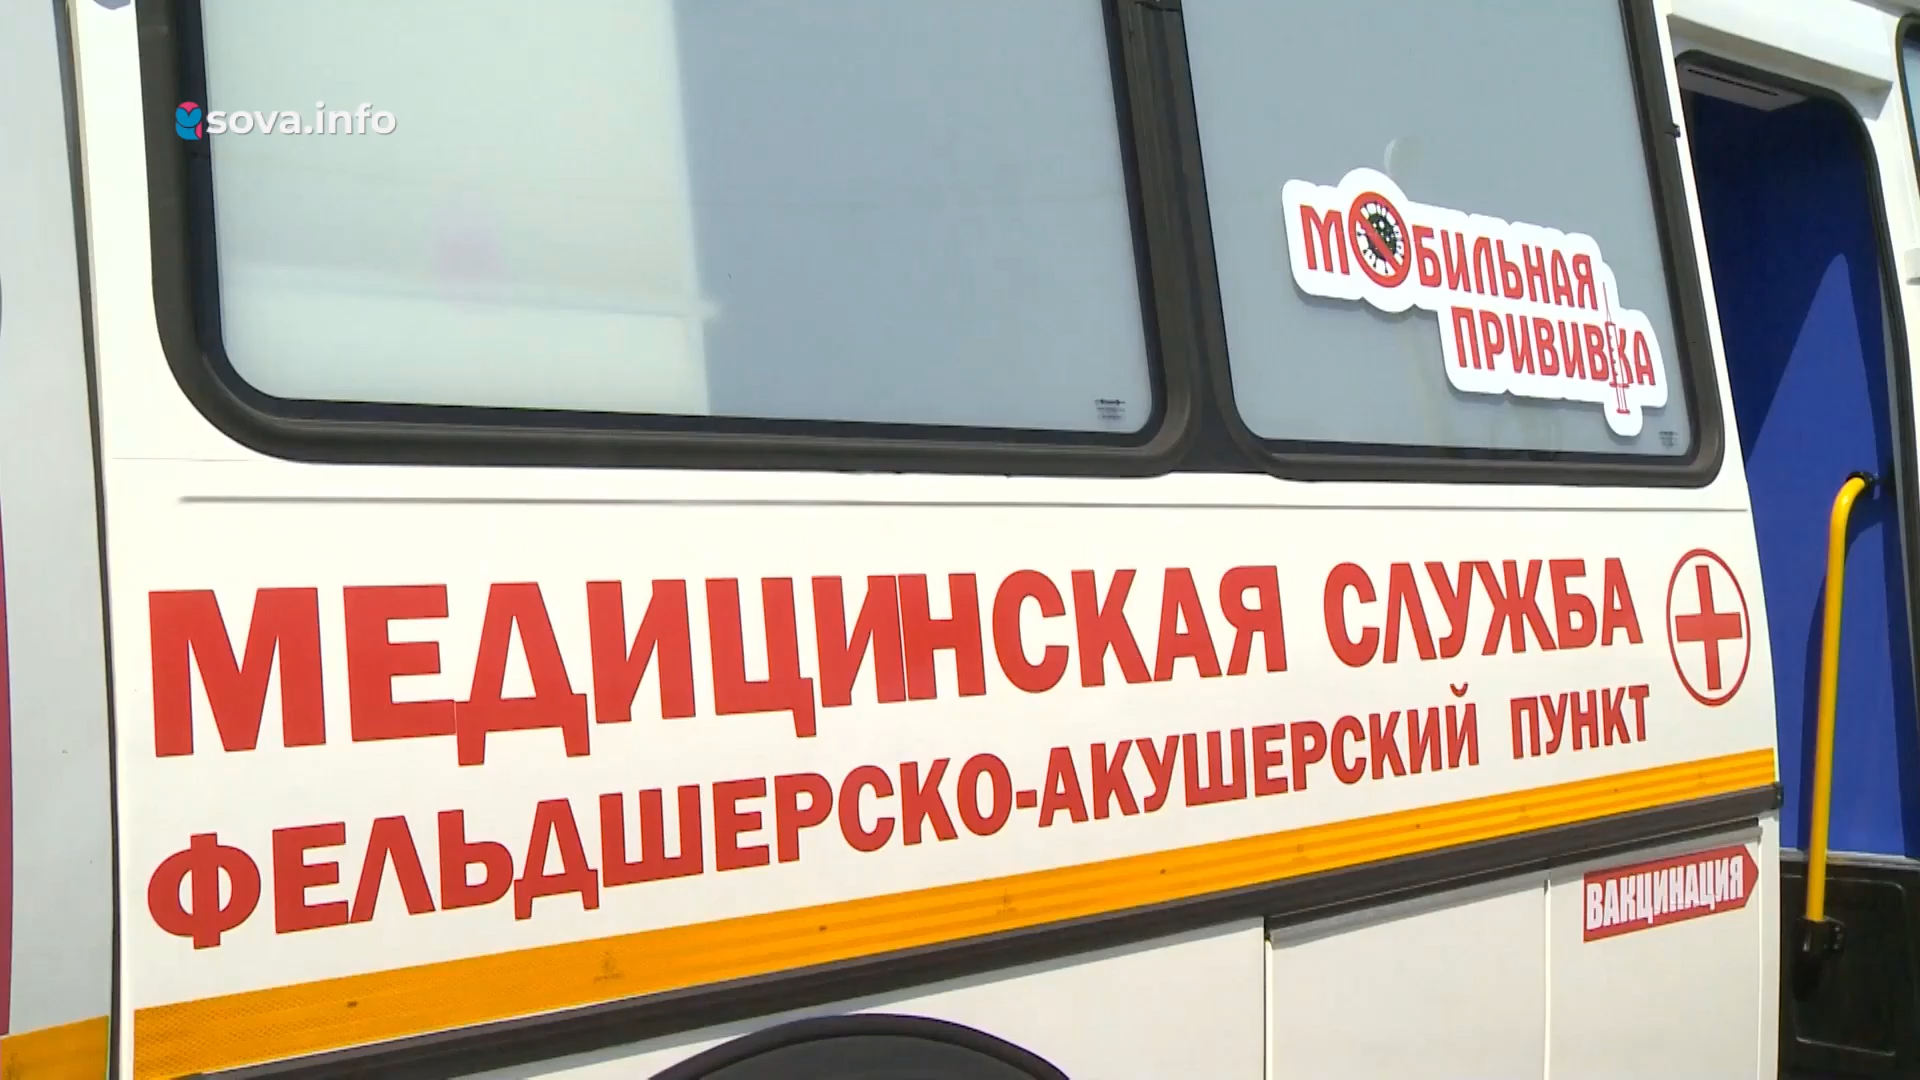 sova.info
МОБИЛЬНАЯ
ПРИВИВКА
МЕДИЦИНСКАЯ СЛУЖБА
ФЕЛЬДШЕРСКО-АКУШЕРСКИЙ ПУНКТ
ВАКЦИНАЦИЯ